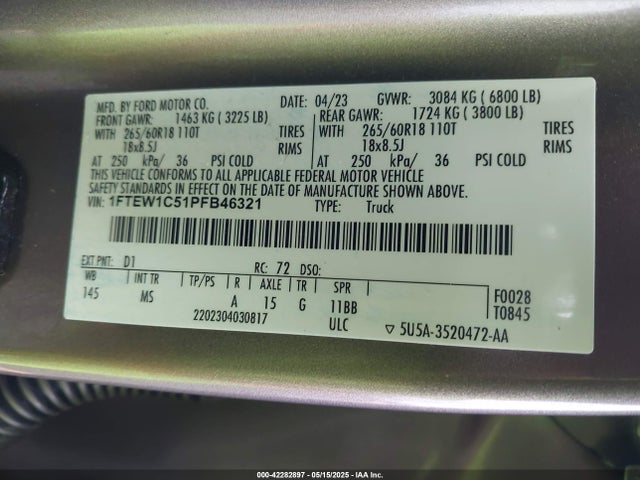 MFD. BY FORD MOTOR CO. DATE: 04/23 GVWR: 3084 KG ( 6800 LB)
FRONT GAWR: 1463 KG ( 3225 LB) REAR GAWR: 1724 KG ( 3800 LB)
WITH 265/60R18 110T TIRES WITH 265/60R18 110T TIRES
18x8.5J RIMS 18x8.5J RIMS
AT 250 kPa/ 36 PSI COLD AT 250 kPa/ 36 PSI COLD
THIS VEHICLE CONFORMS TO ALL APPLICABLE FEDERAL MOTOR VEHICLE
SAFETY STANDARDS IN EFFECT ON THE DATE OF MANUFACTURE SHOWN ABOVE.
VIN: 1FTEW1C51PFB46321 TYPE: Truck
EXT PNT: D1 RC: 72 DSO:
WB INT TR TP/PS R AXLE TR SPR F0028
145 MS A 15 G 11BB T0845
2202304030817 ULC ▽ 5U5A-3520472-AA
000-42282897 - 05/15/2025 - IAA Inc.